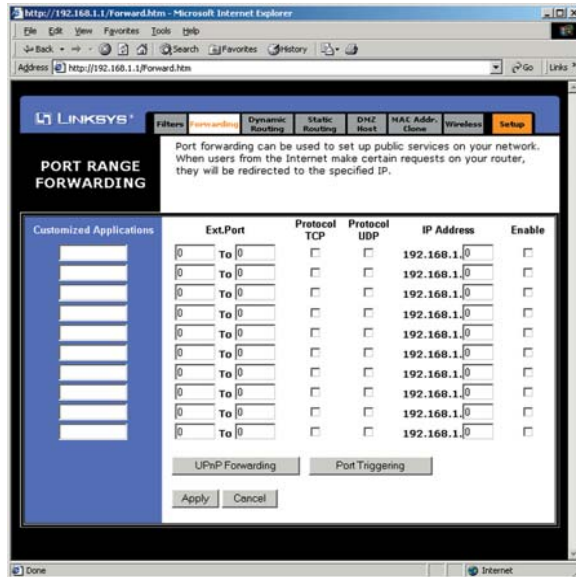 http://192.168.1.1/Forward.htm - Microsoft Internet Explorer
File Edit View Favorites Tools Help
Back Search Favorites History
Address http://192.168.1.1/Forward.htm Go Links
LINKSYS® Filters Forwarding Dynamic Routing Static Routing DMZ Host MAC Addr. Clone Wireless Setup
PORT RANGE FORWARDING
Port forwarding can be used to set up public services on your network.
When users from the Internet make certain requests on your router,
they will be redirected to the specified IP.
Customized Applications Ext.Port Protocol TCP Protocol UDP IP Address Enable
0 To 0 192.168.1.0
0 To 0 192.168.1.0
0 To 0 192.168.1.0
0 To 0 192.168.1.0
0 To 0 192.168.1.0
0 To 0 192.168.1.0
0 To 0 192.168.1.0
0 To 0 192.168.1.0
0 To 0 192.168.1.0
0 To 0 192.168.1.0
UPnP Forwarding Port Triggering
Apply Cancel
Done Internet